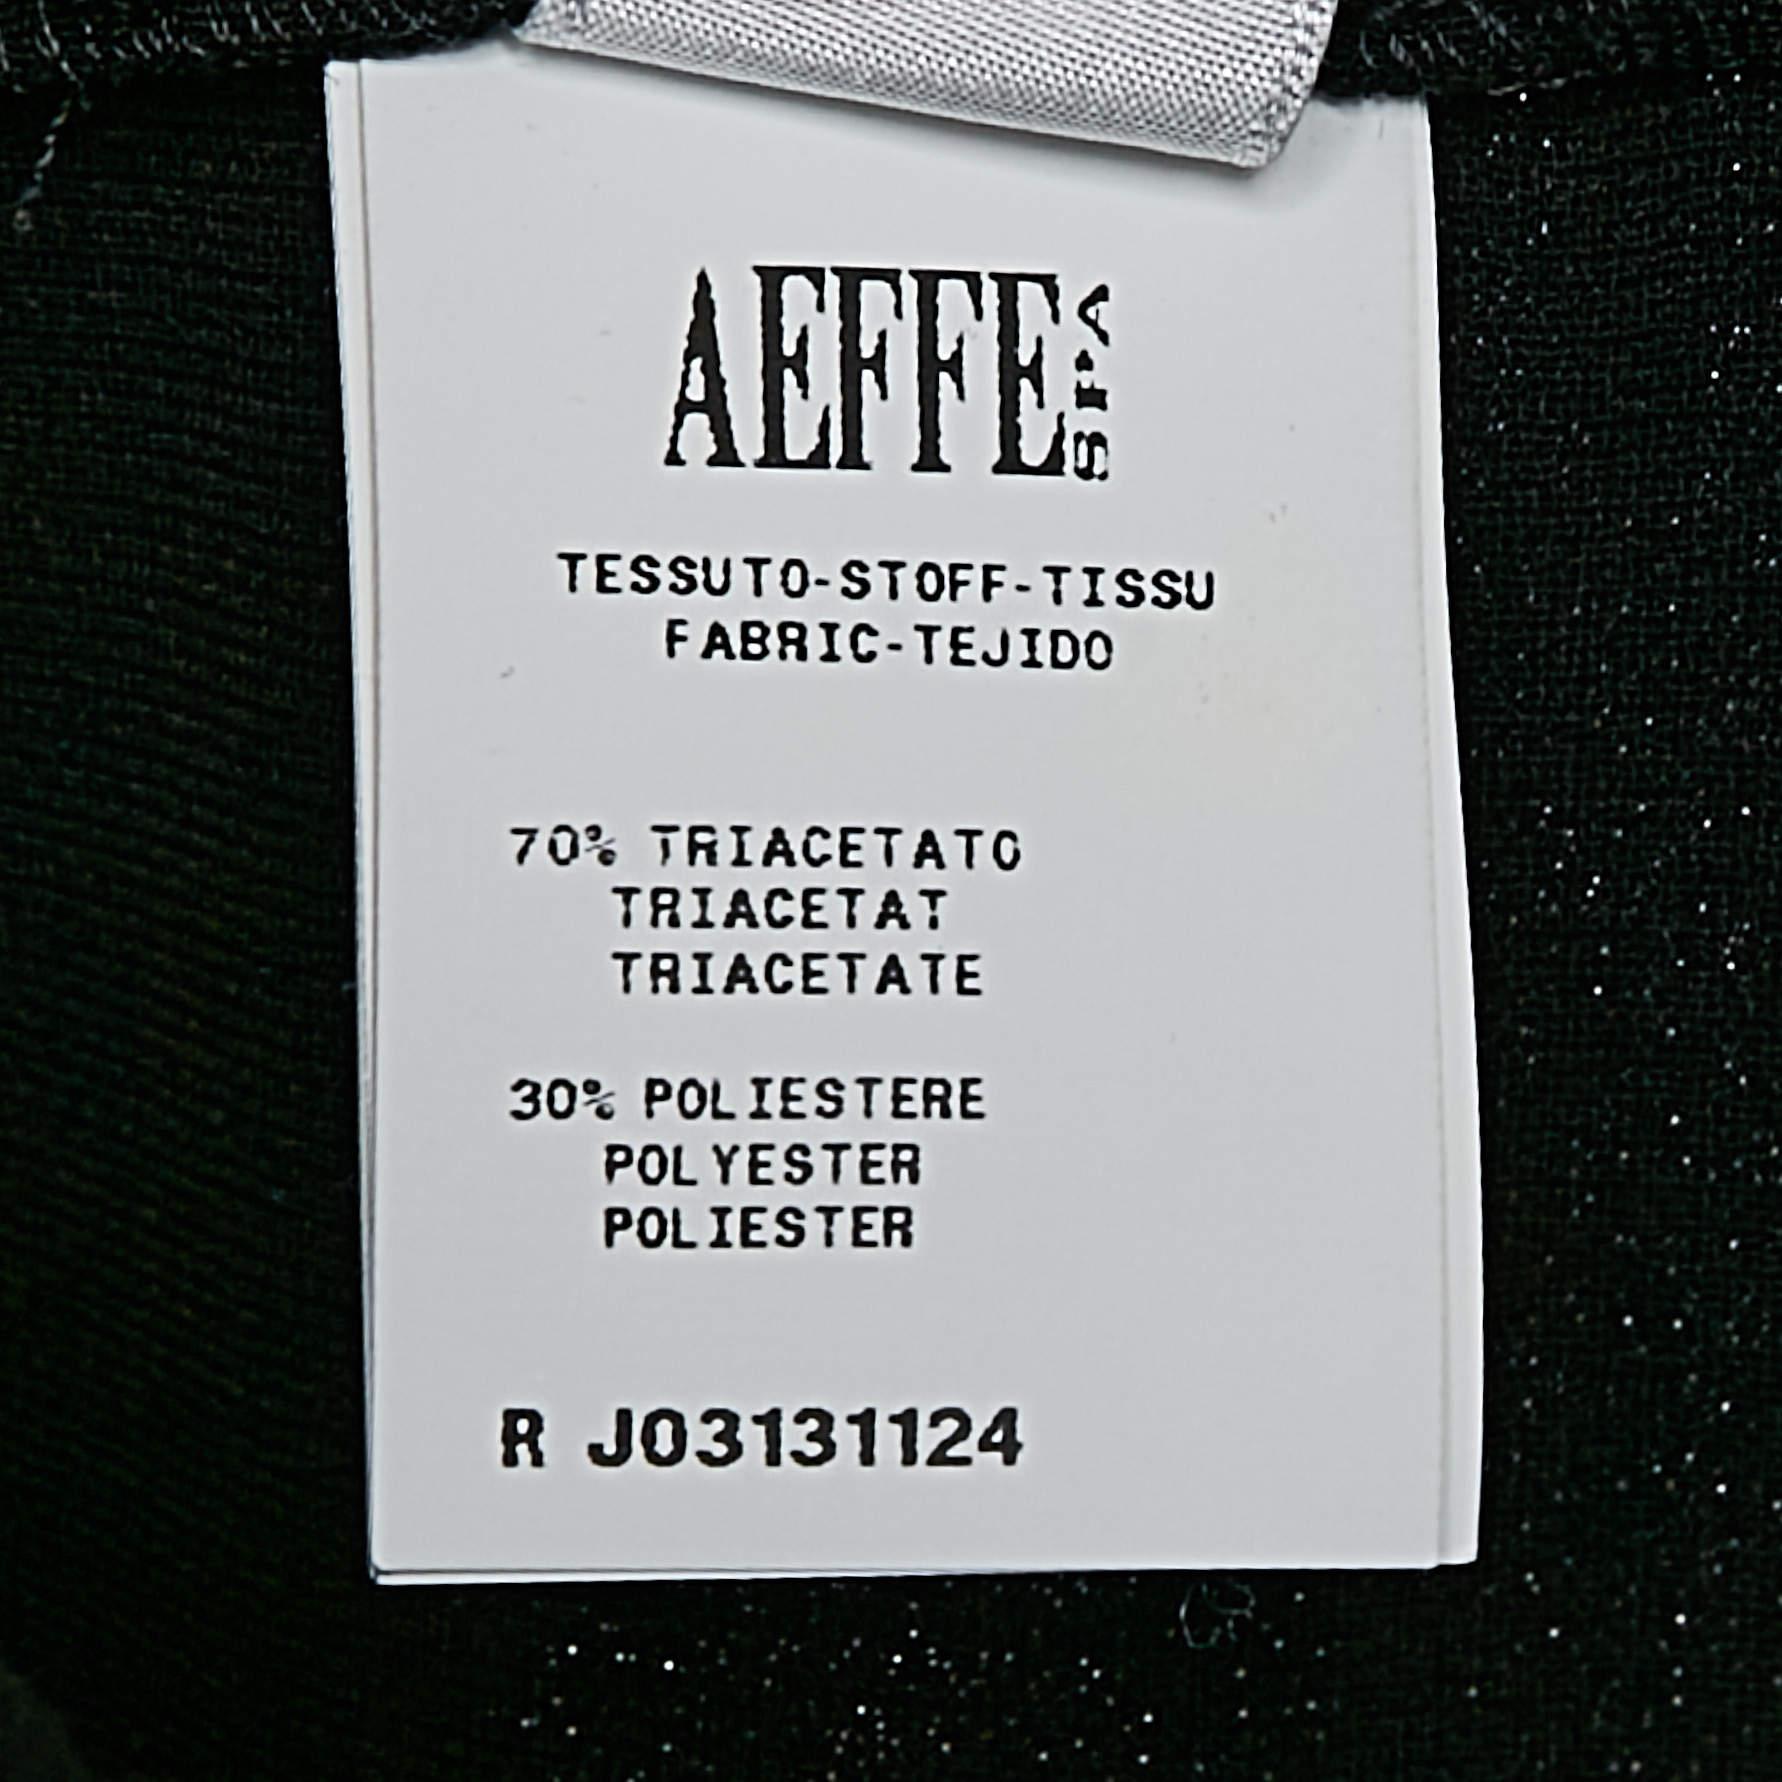 AEFFE SPA
TESSUTO-STOFF-TISSU
FABRIC-TEJIDO
70% TRIACETATO
TRIACETAT
TRIACETATE
30% POLIESTERE
POLYESTER
POLIESTER
R J03131124